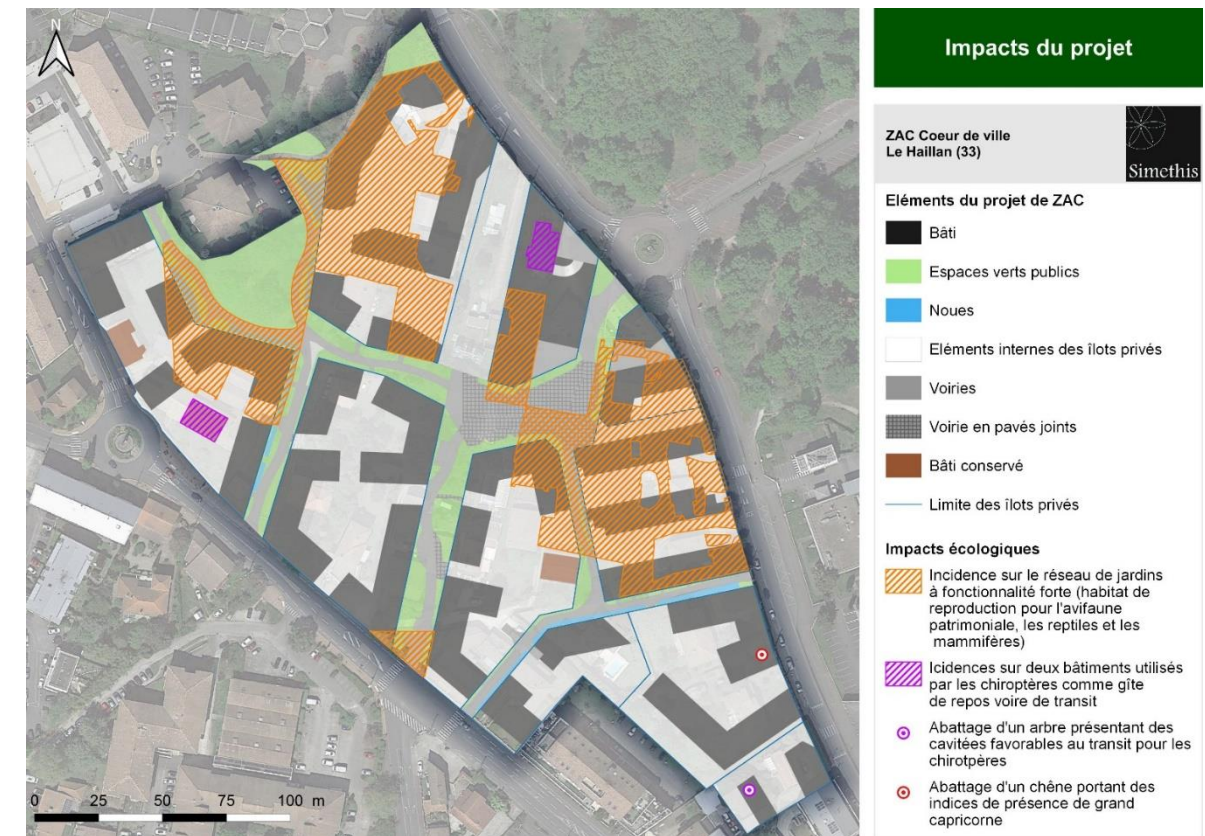 N
0 25 50 75 100 m
Impacts du projet
ZAC Coeur de ville
Le Haillan (33)
Simethis
Eléments du projet de ZAC
Bâti
Espaces verts publics
Noues
Eléments internes des îlots privés
Voiries
Voirie en pavés joints
Bâti conservé
Limite des îlots privés
Impacts écologiques
Incidence sur le réseau de jardins
à fonctionnalité forte (habitat de
reproduction pour l'avifaune
patrimoniale, les reptiles et les
mammifères)
Icidences sur deux bâtiments utilisés
par les chiroptères comme gîte
de repos voire de transit
Abattage d'un arbre présentant des
cavitées favorables au transit pour les
chirotpères
Abattage d'un chêne portant des
indices de présence de grand
capricorne